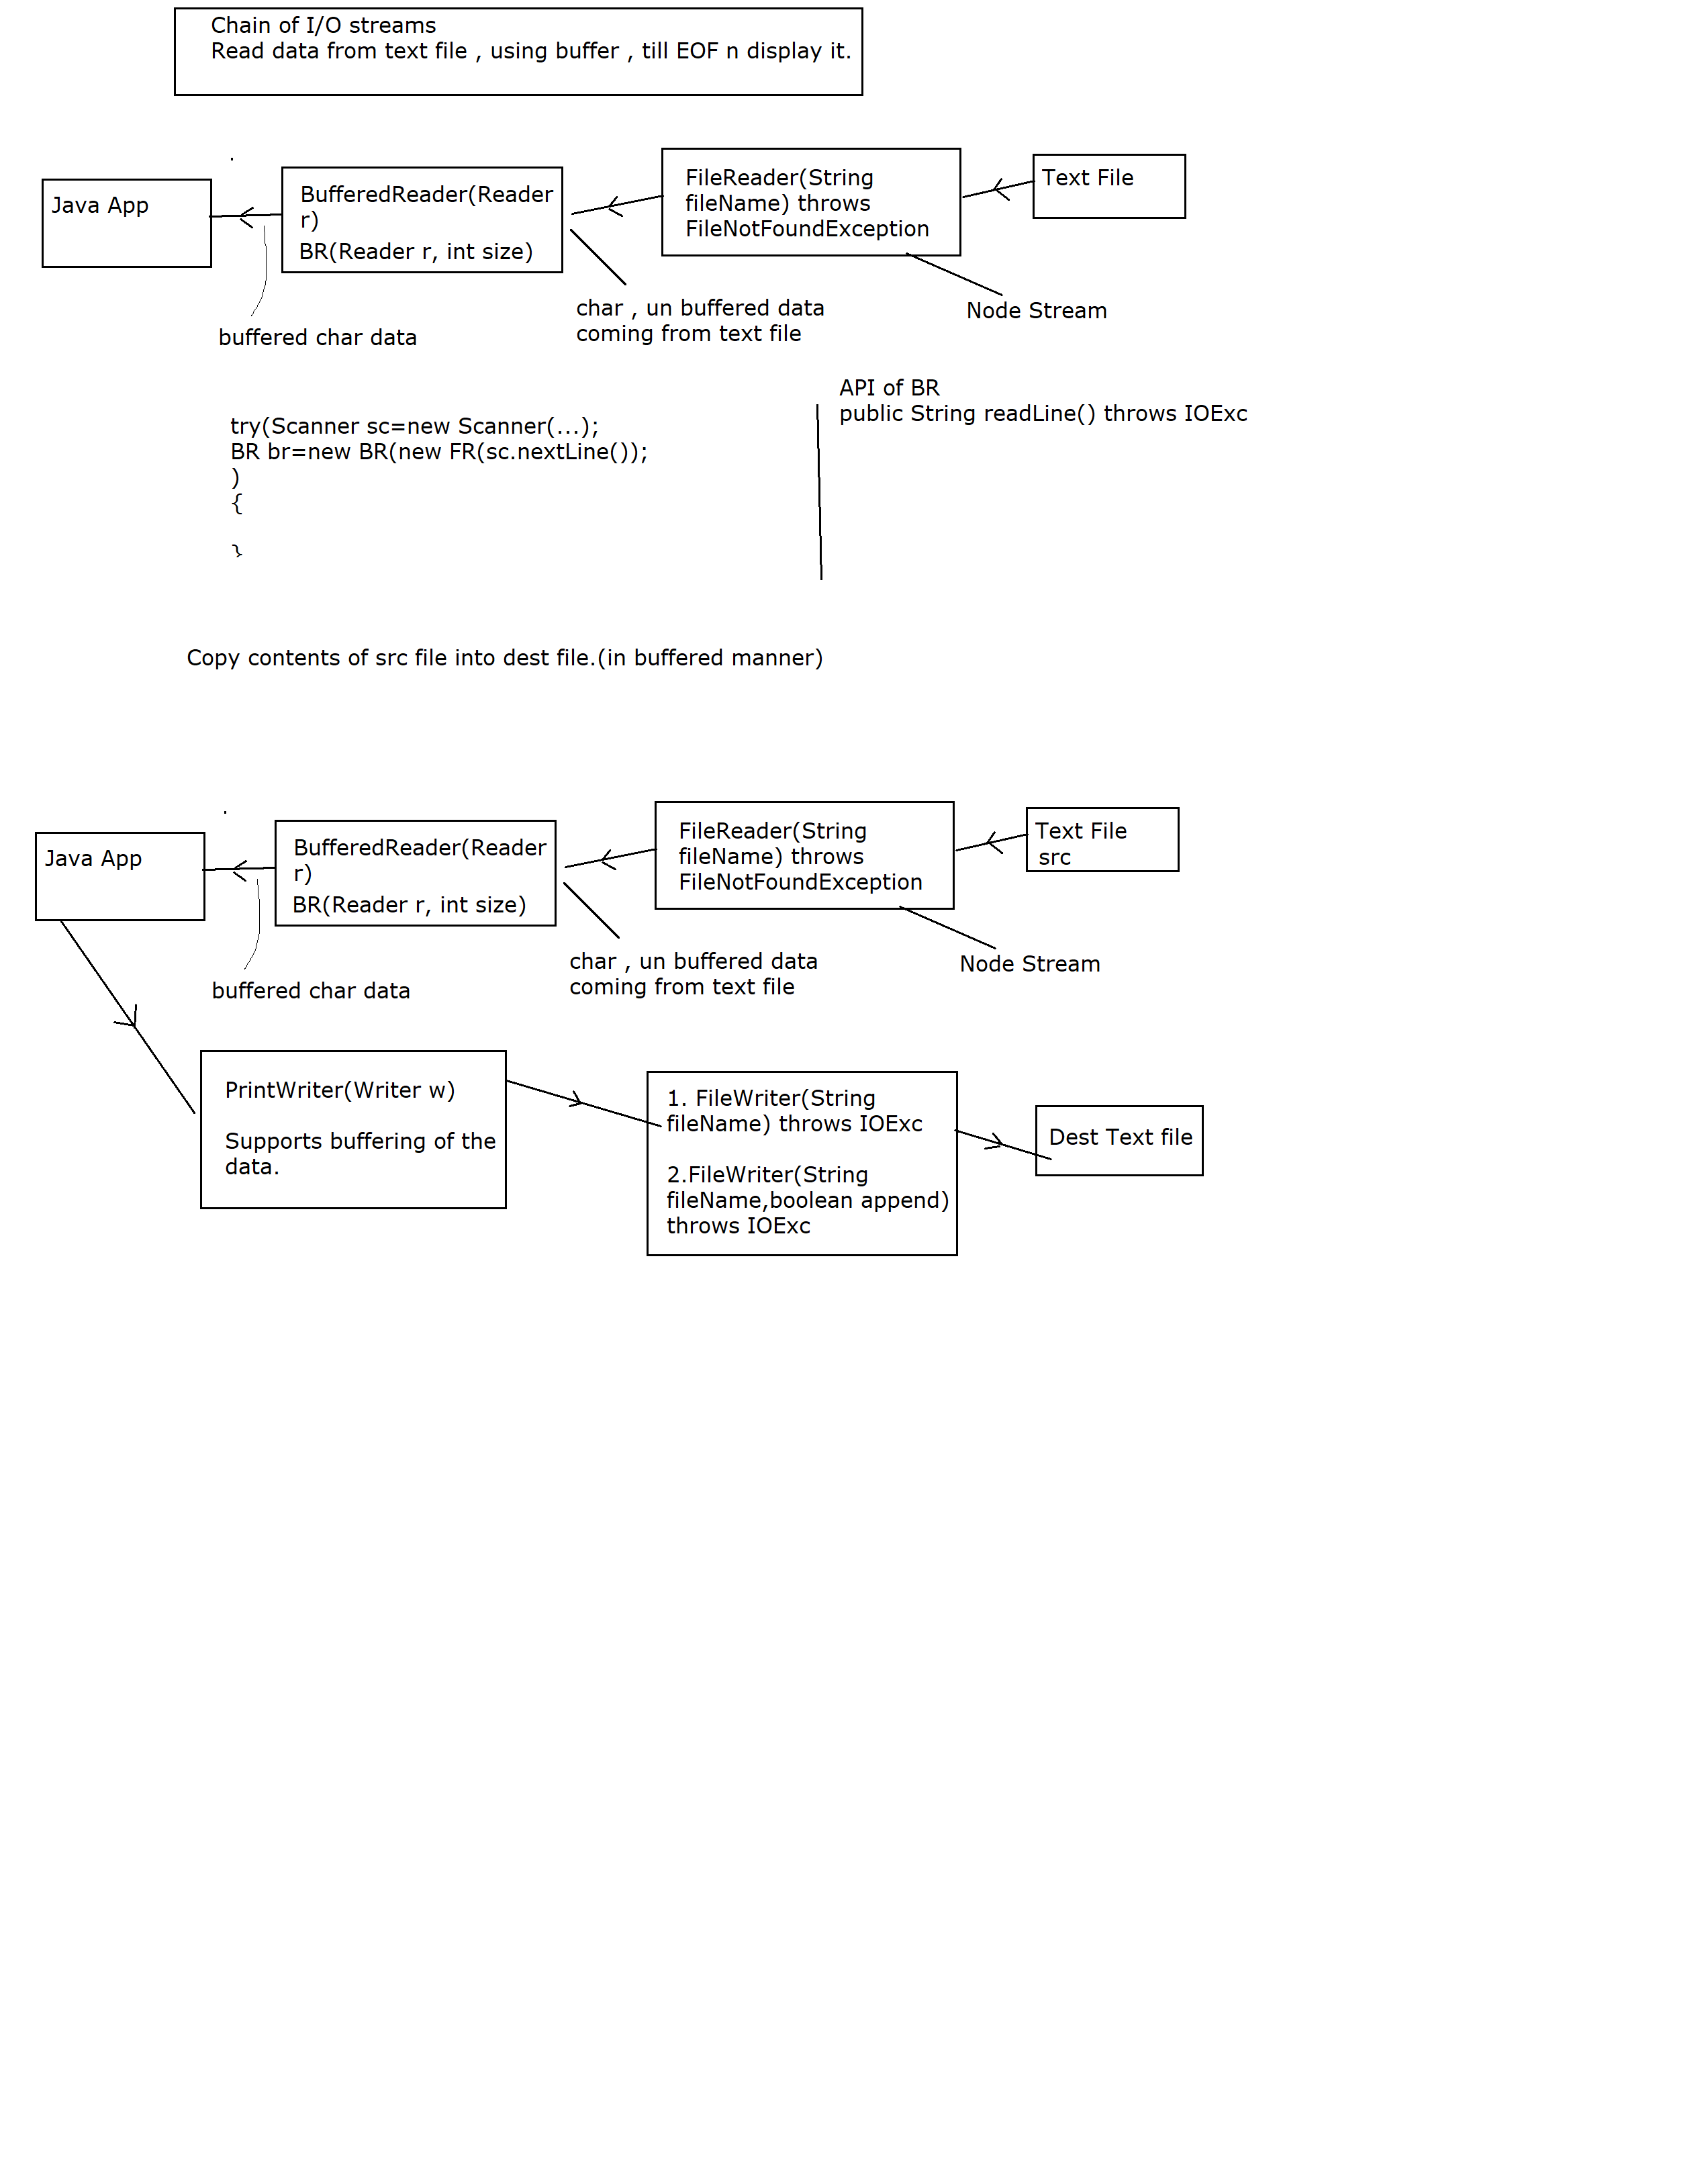 Chain of I/O streams
Read data from text file , using buffer , till EOF n display it.
Java App
BufferedReader(Reader
r)
BR(Reader r, int size)
FileReader(String
fileName) throws
FileNotFoundException
Text File
buffered char data
char , un buffered data
coming from text file
Node Stream
try(Scanner sc=new Scanner(...);
BR br=new BR(new FR(sc.nextLine());
)
{
}
API of BR
public String readLine() throws IOExc
Copy contents of src file into dest file.(in buffered manner)
Java App
BufferedReader(Reader
r)
BR(Reader r, int size)
FileReader(String
fileName) throws
FileNotFoundException
Text File
src
buffered char data
char , un buffered data
coming from text file
Node Stream
PrintWriter(Writer w)
Supports buffering of the
data.
1. FileWriter(String
fileName) throws IOExc
2.FileWriter(String
fileName,boolean append)
throws IOExc
Dest Text file